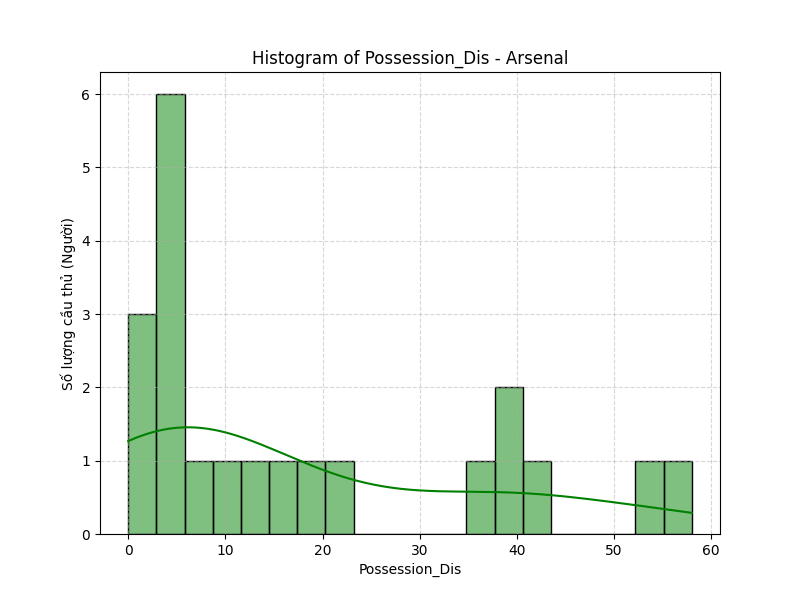 Histogram of Possession_Dis - Arsenal
Số lượng cầu thủ (Người)
6
5
4
3
2
1
0
0 10 20 30 40 50 60
Possession_Dis